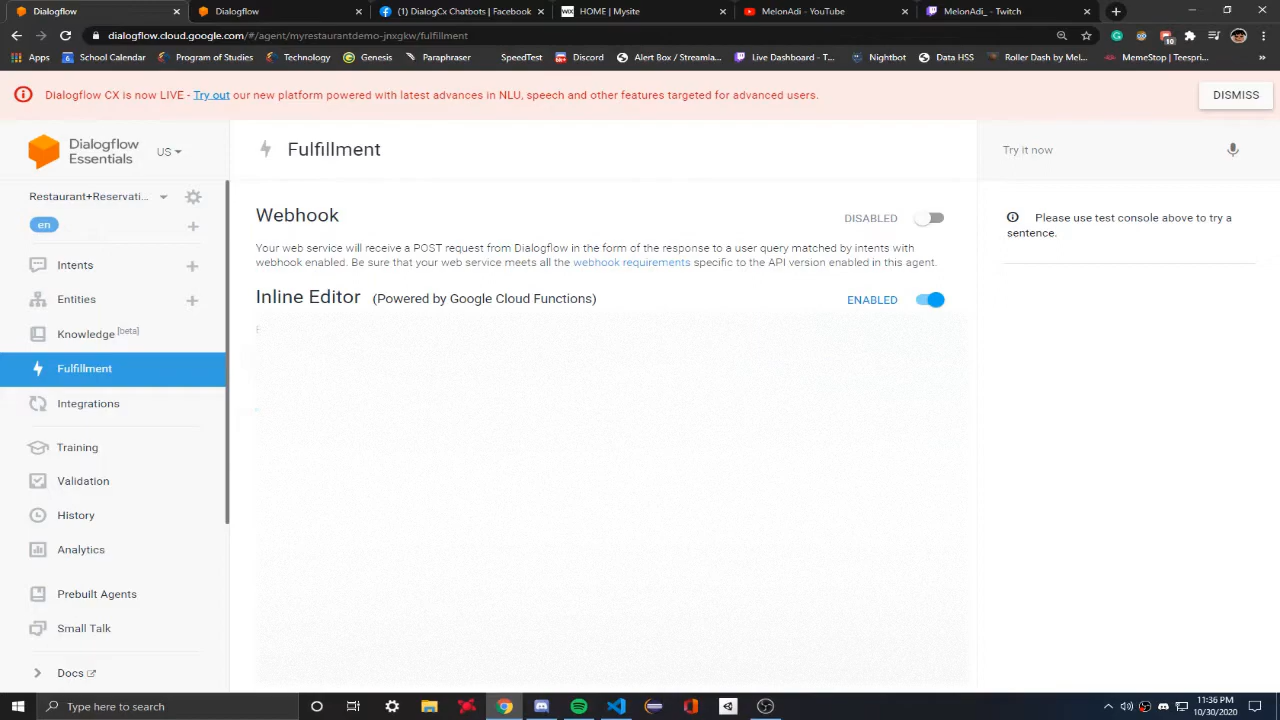 Dialogflow
Dialogflow
(1) DialogCx Chatbots | Facebook
WIX HOME | Mysite
MelonAdi - YouTube
MelonAdi_ - Twitch
dialogflow.cloud.google.com/#/agent/myrestaurantdemo-jnxgkw/fulfillment
Apps
School Calendar
Program of Studies
Technology
Genesis
Paraphraser
SpeedTest
Discord
Alert Box / Streamla...
Live Dashboard - T...
Nightbot
Data HSS
Roller Dash by Mel...
MemeStop | Teespri...
»
10
Dialogflow CX is now LIVE - Try out our new platform powered with latest advances in NLU, speech and other features targeted for advanced users.
DISMISS
Dialogflow
Essentials
US
Restaurant+Reservati...
en
Intents
Entities
Knowledge [beta]
Fulfillment
Integrations
Training
Validation
History
Analytics
Prebuilt Agents
Small Talk
Docs
Fulfillment
Webhook
DISABLED
Your web service will receive a POST request from Dialogflow in the form of the response to a user query matched by intents with
webhook enabled. Be sure that your web service meets all the webhook requirements specific to the API version enabled in this agent.
Inline Editor (Powered by Google Cloud Functions)
ENABLED
Try it now
Please use test console above to try a
sentence.
Type here to search
11:36 PM
10/30/2020